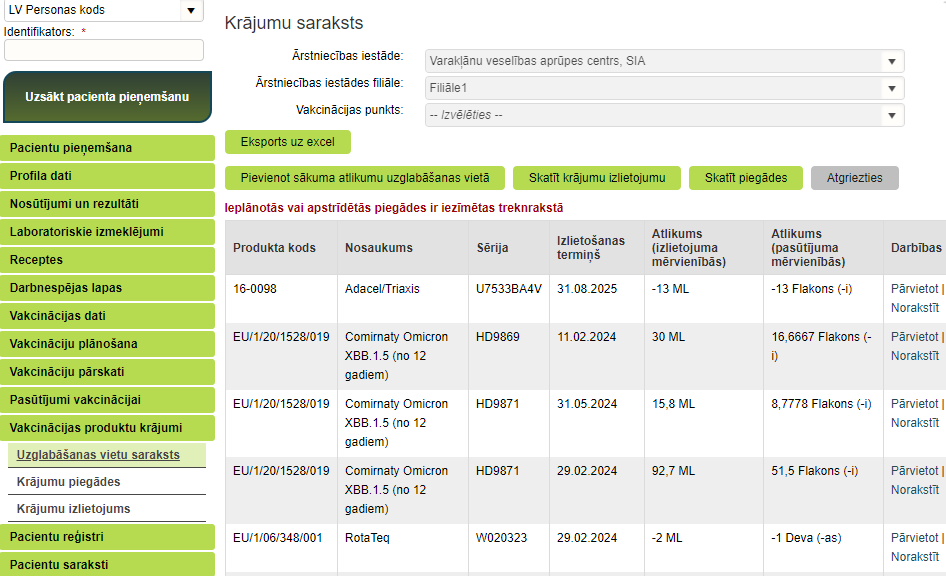 LV Personas kods
Identifikators: *
Uzsākt pacienta pieņemšanu
Pacientu pieņemšana
Profila dati
Nosūtījumi un rezultāti
Laboratoriskie izmeklējumi
Receptes
Darbnespējas lapas
Vakcinācijas dati
Vakcināciju plānošana
Vakcināciju pārskati
Pasūtījumi vakcinācijai
Vakcinācijas produktu krājumi
Uzglabāšanas vietu saraksts
Krājumu piegādes
Krājumu izlietojums
Pacientu reģistri
Pacientu saraksti
Krājumu saraksts
Ārstniecības iestāde: Varakļānu veselības aprūpes centrs, SIA
Ārstniecības iestādes filiāle: Filiāle1
Vakcinācijas punkts: -- Izvēlēties --
Eksports uz excel
Pievienot sākuma atlikumu uzglabāšanas vietā Skatīt krājumu izlietojumu Skatīt piegādes Atgriezties
Ieplānotās vai apstrīdētās piegādes ir iezīmētas treknrakstā
Produkta kods Nosaukums Sērija Izlietošanas termiņš Atlikums (izlietojuma mērvienībās) Atlikums (pasūtījuma mērvienībās) Darbības
16-0098 Adacel/Triaxis U7533BA4V 31.08.2025 -13 ML -13 Flakons (-i) Pārvietot |
Norakstīt
EU/1/20/1528/019 Comirnaty Omicron HD9869 11.02.2024 30 ML 16,6667 Flakons (- Pārvietot |
XBB.1.5 (no 12 i) Norakstīt
gadiem)
EU/1/20/1528/019 Comirnaty Omicron HD9871 31.05.2024 15,8 ML 8,7778 Flakons (-i) Pārvietot |
XBB.1.5 (no 12 Norakstīt
gadiem)
EU/1/20/1528/019 Comirnaty Omicron HD9871 29.02.2024 92,7 ML 51,5 Flakons (-i) Pārvietot |
XBB.1.5 (no 12 Norakstīt
gadiem)
EU/1/06/348/001 RotaTeq W020323 29.02.2024 -2 ML -1 Deva (-as) Pārvietot |
Norakstīt